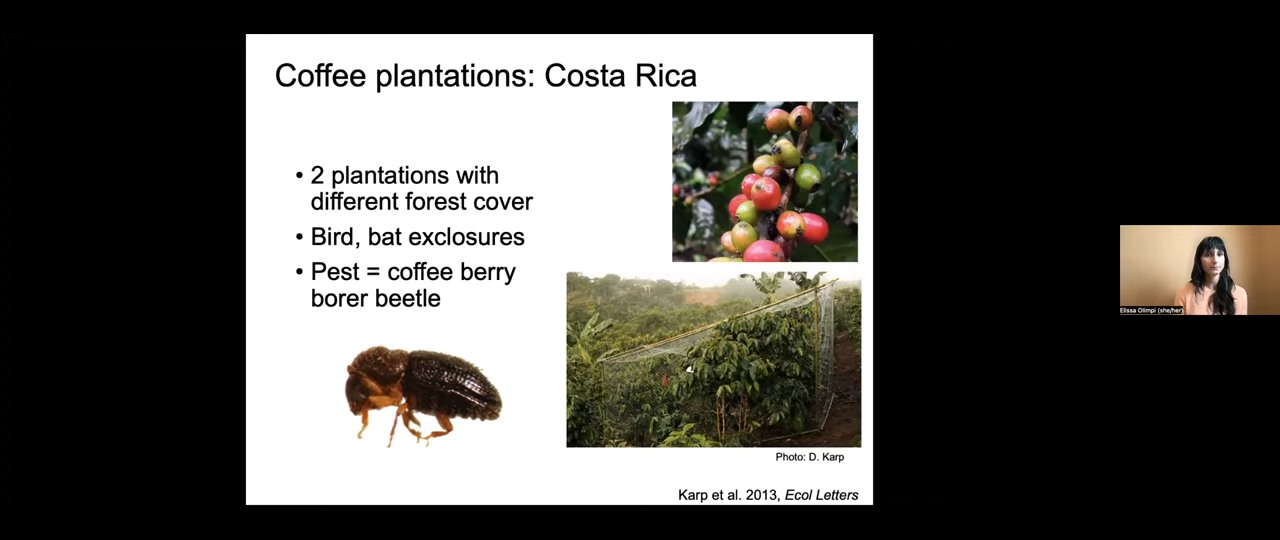 Coffee plantations: Costa Rica
• 2 plantations with
different forest cover
• Bird, bat exclosures
• Pest = coffee berry
borer beetle
Photo: D. Karp
Karp et al. 2013, Ecol Letters
Elissa Olimpi (she/her)